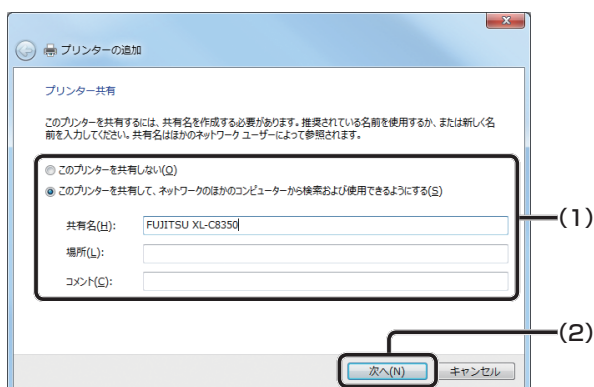 プリンターの追加
プリンター共有
このプリンターを共有するには、共有名を作成する必要があります。推奨されている名前を使用するか、または新しく名
前を入力してください。共有名はほかのネットワーク ユーザーによって参照されます。
このプリンターを共有しない(O)
このプリンターを共有して、ネットワークのほかのコンピューターから検索および使用できるようにする(S)
共有名(H): FUJITSU XL-C8350
(1)
場所(L):
コメント(C):
(2)
次へ(N) キャンセル